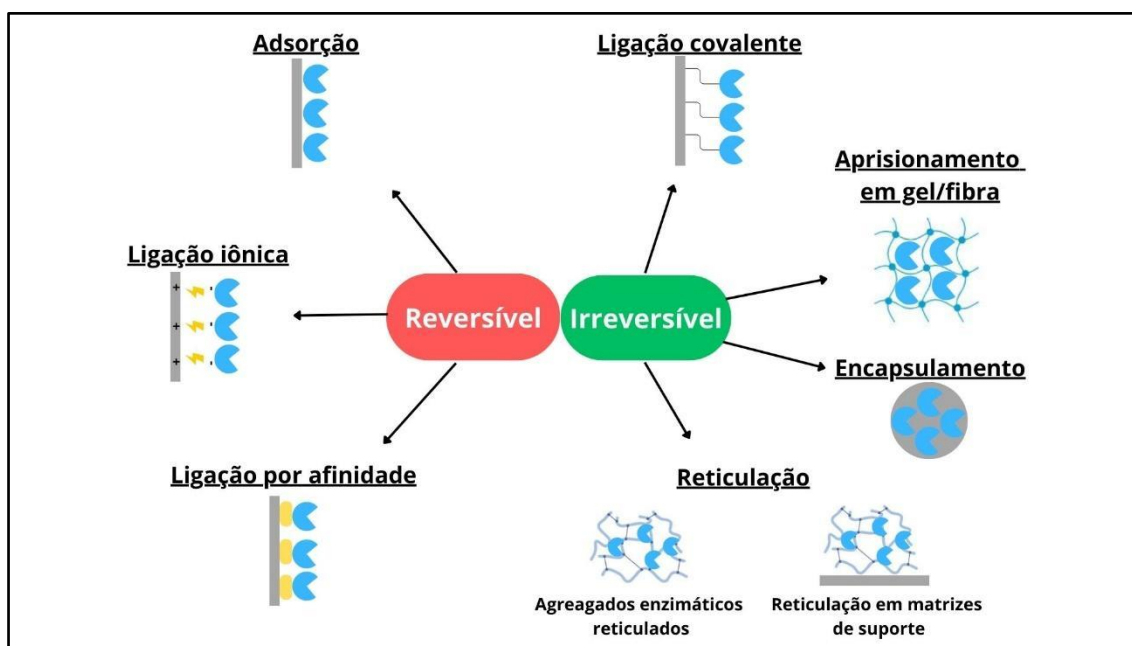 Adsorção
Ligação covalente
Aprisionamento
em gel/fibra
Ligação iônica
+
+
+
Reversível
Irreversível
Encapsulamento
Ligação por afinidade
Reticulação
Agreagados enzimáticos
reticulados
Reticulação em matrizes
de suporte